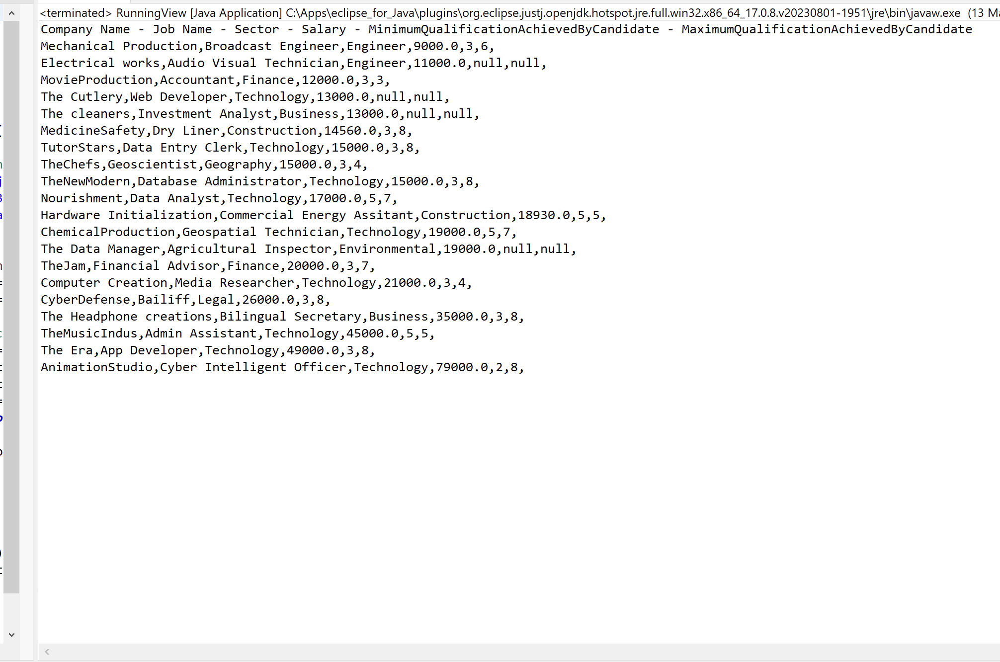 <terminated> RunningView [Java Application] C:\Apps\eclipse_for_Java\plugins\org.eclipse.justj.openjdk.hotspot.jre.full.win32.x86_64_17.0.8.v20230801-1951\jre\bin\javaw.exe (13
Company Name - Job Name - Sector - Salary - MinimumQualificationAchievedByCandidate - MaximumQualificationAchievedByCandidate
Mechanical Production,Broadcast Engineer,Engineer,9000.0,3,6,
Electrical works,Audio Visual Technician,Engineer,11000.0,null,null,
MovieProduction,Accountant,Finance,12000.0,3,3,
The Cutlery,Web Developer,Technology,13000.0,null,null,
The cleaners,Investment Analyst,Business,13000.0,null,null,
MedicineSafety,Dry Liner,Construction,14560.0,3,8,
TutorStars,Data Entry Clerk,Technology,15000.0,3,8,
TheChefs,Geoscientist,Geography,15000.0,3,4,
TheNewModern,Database Administrator,Technology,15000.0,3,8,
Nourishment,Data Analyst,Technology,17000.0,5,7,
Hardware Initialization,Commercial Energy Assitant,Construction,18930.0,5,5,
ChemicalProduction,Geospatial Technician,Technology,19000.0,5,7,
The Data Manager,Agricultural Inspector,Environmental,19000.0,null,null,
TheJam,Financial Advisor,Finance,20000.0,3,7,
Computer Creation,Media Researcher,Technology,21000.0,3,4,
CyberDefense,Bailiff,Legal,26000.0,3,8,
The Headphone creations,Bilingual Secretary,Business,35000.0,3,8,
TheMusicIndus,Admin Assistant,Technology,45000.0,5,5,
The Era,App Developer,Technology,49000.0,3,8,
AnimationStudio,Cyber Intelligent Officer,Technology,79000.0,2,8,